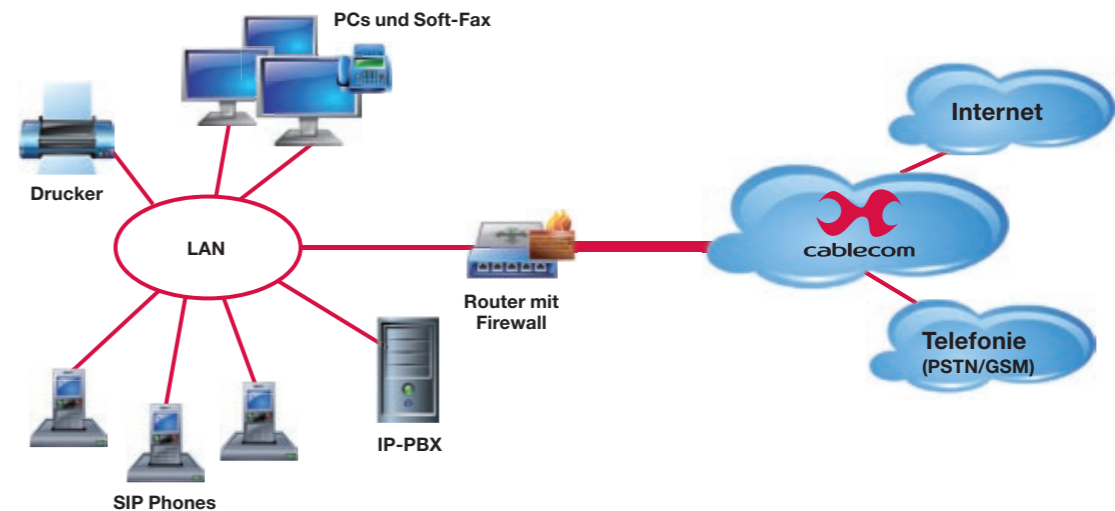 PCs und Soft-Fax
Internet
Drucker
cablecom
LAN
Router mit
Firewall
Telefonie
(PSTN/GSM)
IP-PBX
SIP Phones